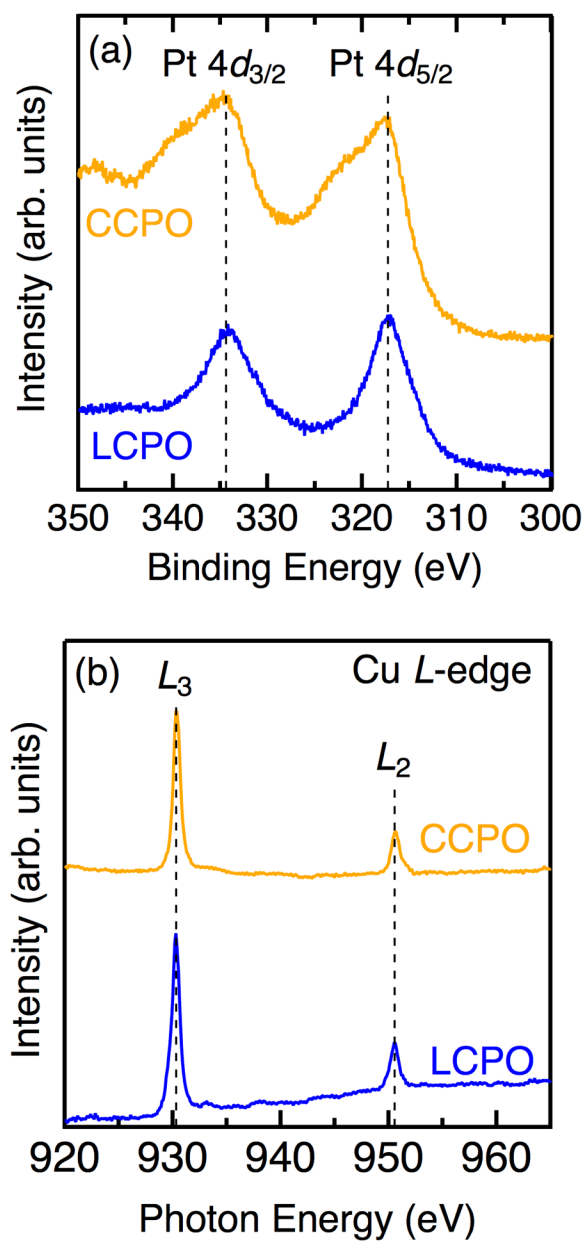 (a)
Pt 4d3/2 Pt 4d5/2
CCPO
LCPO
Intensity (arb. units)
350 340 330 320 310 300
Binding Energy (eV)
(b) Cu L-edge
L3
L2
CCPO
LCPO
Intensity (arb. units)
920 930 940 950 960
Photon Energy (eV)